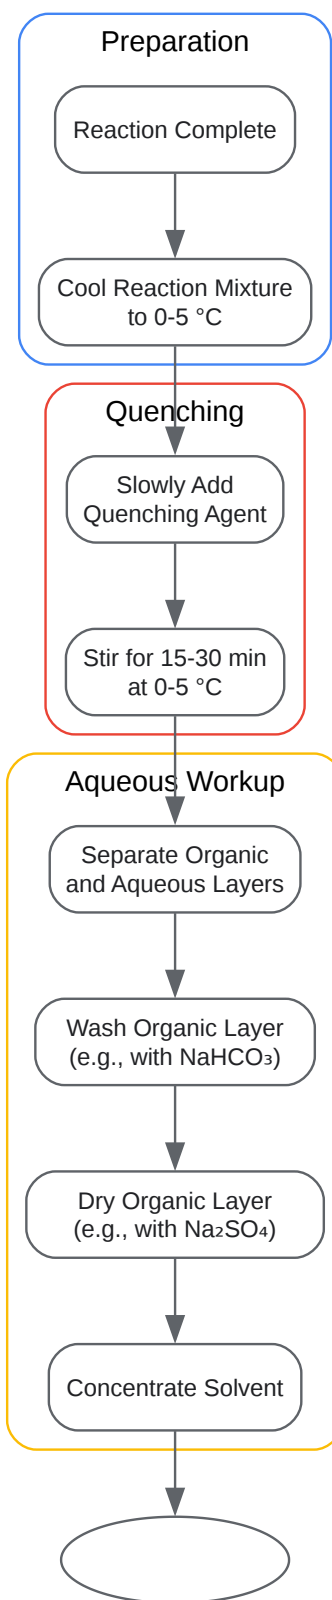 Preparation
Reaction Complete
Cool Reaction Mixture
to 0-5 °C
Quenching
Slowly Add
Quenching Agent
Stir for 15-30 min
at 0-5 °C
Aqueous Workup
Separate Organic
and Aqueous Layers
Wash Organic Layer
(e.g., with NaHCO₃)
Dry Organic Layer
(e.g., with Na₂SO₄)
Concentrate Solvent